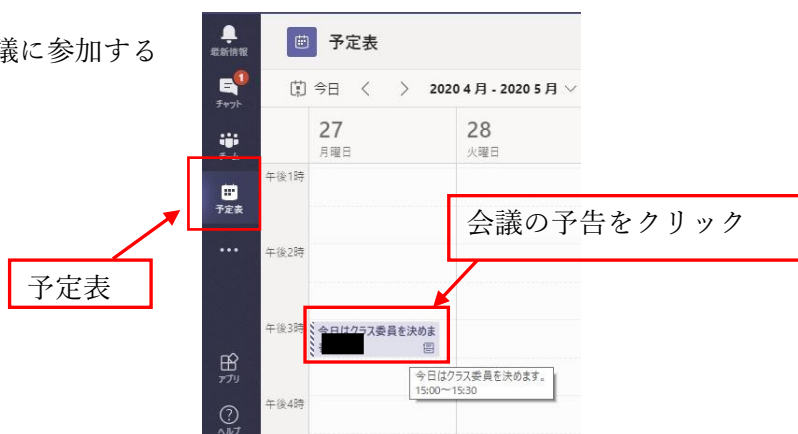 議に参加する
最新情報
予定表
チャット
1
今日 < > 2020 4 月 - 2020 5 月
27
28
月曜日
火曜日
チーム
午後1時
予定表
会議の予告をクリック
午後2時
予定表
午後3時
今日はクラス委員を決めま
今日はクラス委員を決めます。
15:00～15:30
アプリ
午後4時
ヘルプ